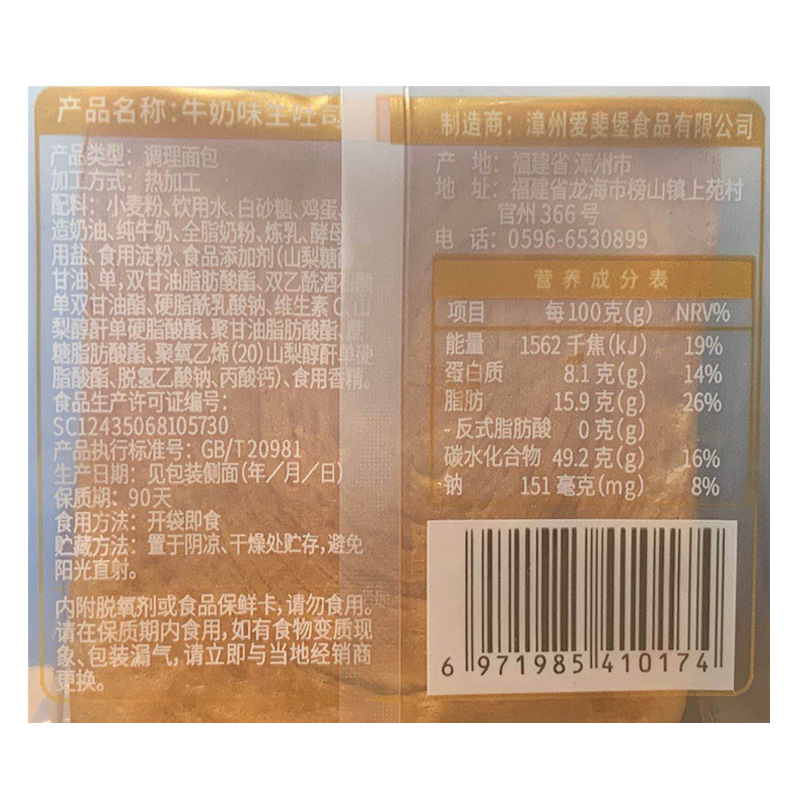 产品名称:牛奶味生吐司
产品类型: 调理面包
加工方式: 热加工
配料: 小麦粉、饮用水、白砂糖、鸡蛋、
造奶油、纯牛奶、全脂奶粉、炼乳、酵母、
用盐、食用淀粉、食品添加剂(山梨糖
甘油、单,双甘油脂肪酸酯、双乙酰酒石酸
单双甘油酯、硬脂酰乳酸钠、维生素C、山
梨醇酐单硬脂酸酯、聚甘油脂肪酸酯、蔗
糖脂肪酸酯、聚氧乙烯(20)山梨醇酐单硬
脂酸酯、脱氢乙酸钠、丙酸钙)、食用香精。
食品生产许可证编号:
SC12435068105730
产品执行标准号: GB/T20981
生产日期: 见包装侧面(年/月/日)
保质期: 90天
食用方法: 开袋即食
贮藏方法: 置于阴凉、干燥处贮存,避免
阳光直射。
内附脱氧剂或食品保鲜卡,请勿食用。
请在保质期内食用,如有食物变质现
象、包装漏气,请立即与当地经销商
更换。
制造商: 漳州爱斐堡食品有限公司
产 地: 福建省漳州市
地 址: 福建省龙海市榜山镇上苑村
官州 366 号
电 话: 0596-6530899
营养成分表
项目 每100克(g) NRV%
能量 1562 千焦(kJ) 19%
蛋白质 8.1 克(g) 14%
脂肪 15.9 克(g) 26%
- 反式脂肪酸 0 克(g)
碳水化合物 49.2 克(g) 16%
钠 151 毫克(mg) 8%
6 971985 410174